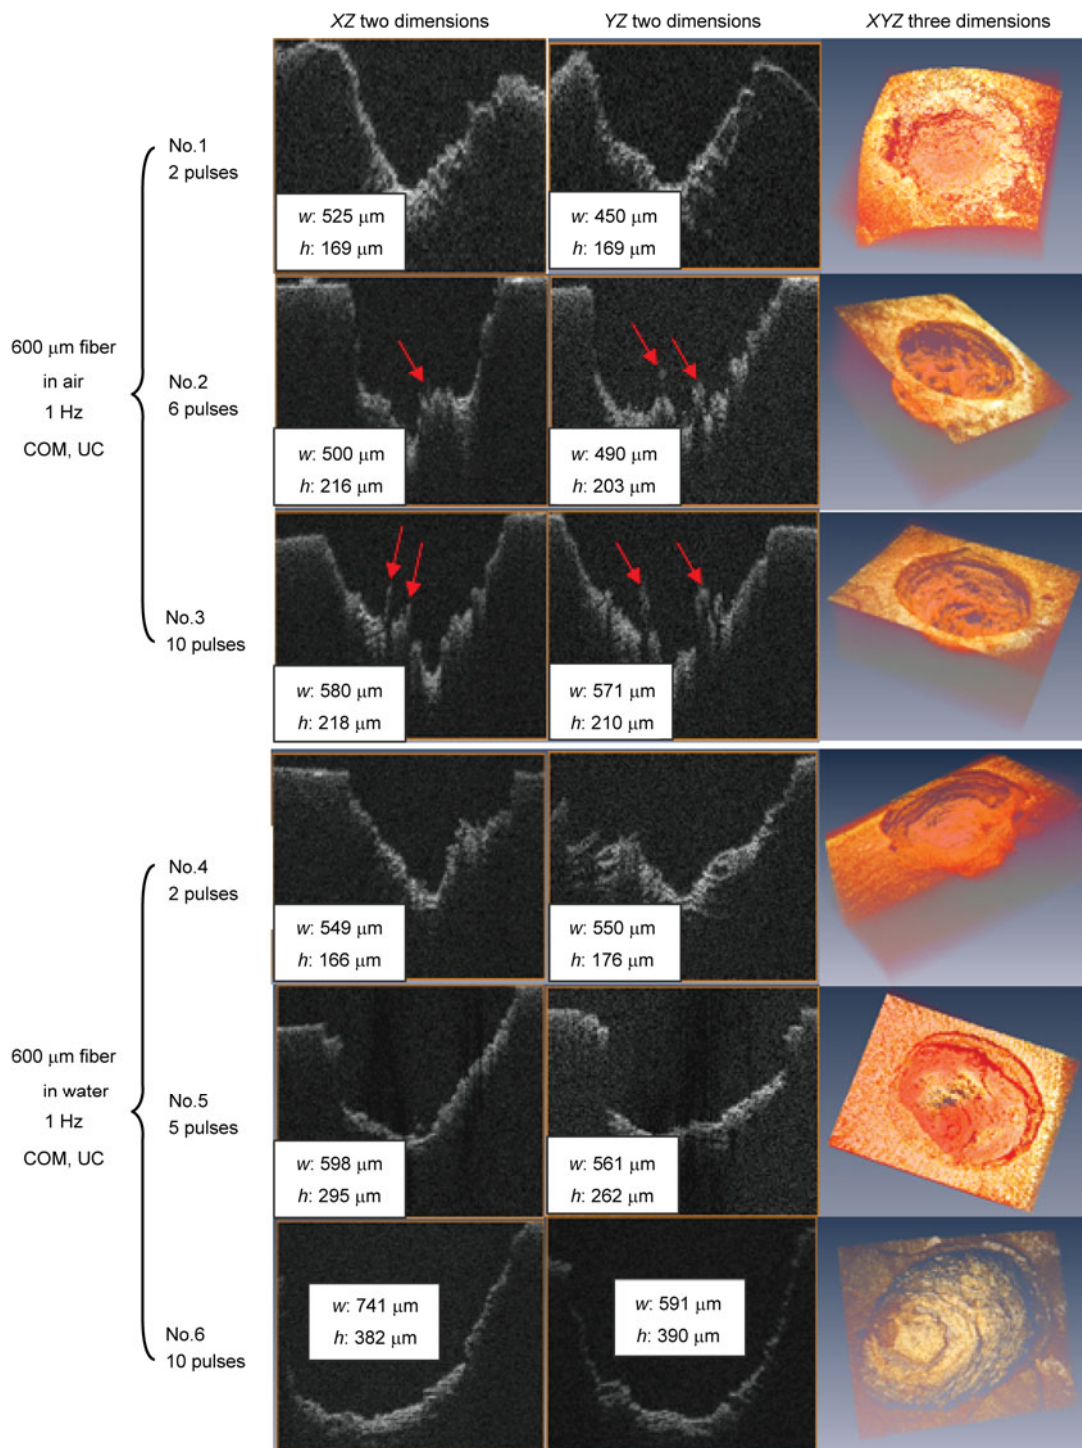 XZ two dimensions
YZ two dimensions
XYZ three dimensions
600 μm fiber
in air
1 Hz
COM, UC
No.1
2 pulses
w: 525 μm
h: 169 μm
w: 450 μm
h: 169 μm
No.2
6 pulses
w: 500 μm
h: 216 μm
w: 490 μm
h: 203 μm
No.3
10 pulses
w: 580 μm
h: 218 μm
w: 571 μm
h: 210 μm
600 μm fiber
in water
1 Hz
COM, UC
No.4
2 pulses
w: 549 μm
h: 166 μm
w: 550 μm
h: 176 μm
No.5
5 pulses
w: 598 μm
h: 295 μm
w: 561 μm
h: 262 μm
No.6
10 pulses
w: 741 μm
h: 382 μm
w: 591 μm
h: 390 μm